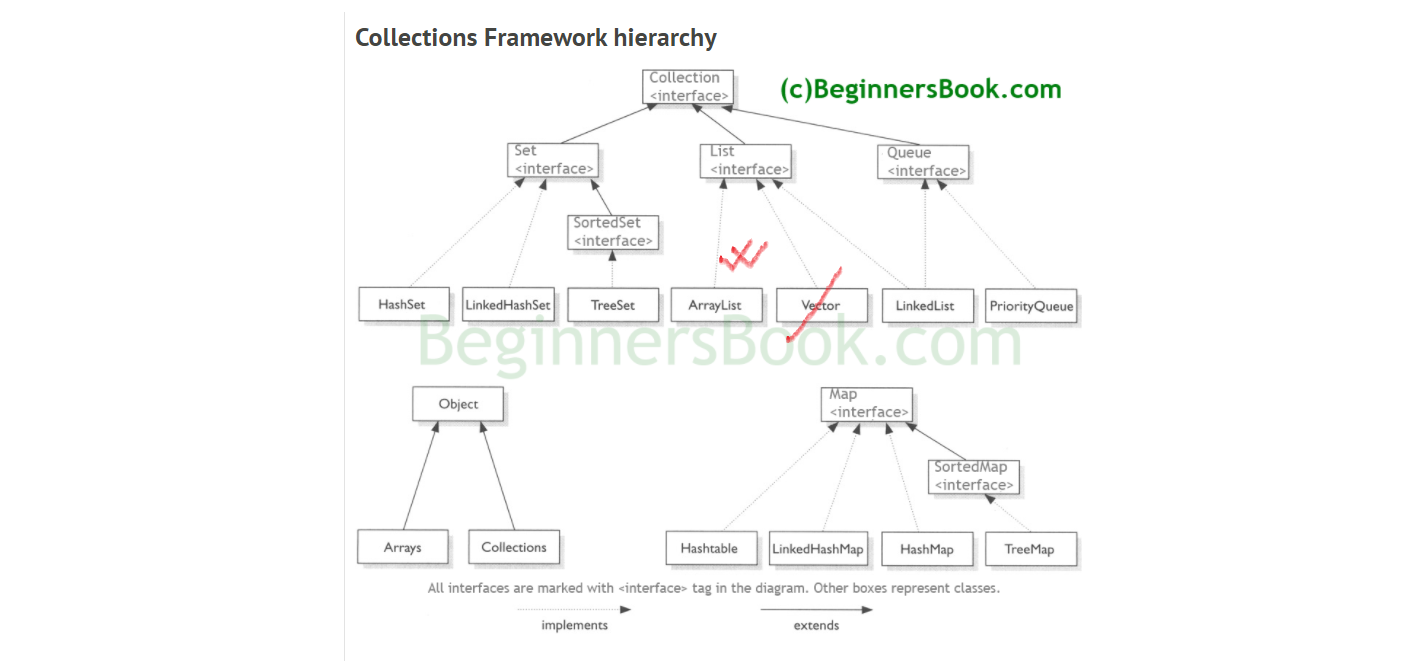 Collections Framework hierarchy
Collection
<interface>
(c)BeginnersBook.com
Set
<interface>
List
<interface>
Queue
<interface>
SortedSet
<interface>
HashSet
LinkedHashSet
TreeSet
ArrayList
Vector
LinkedList
PriorityQueue
BeginnersBook.com
Object
Map
<interface>
SortedMap
<interface>
Arrays
Collections
Hashtable
LinkedHashMap
HashMap
TreeMap
All interfaces are marked with <interface> tag in the diagram. Other boxes represent classes.
implements
extends